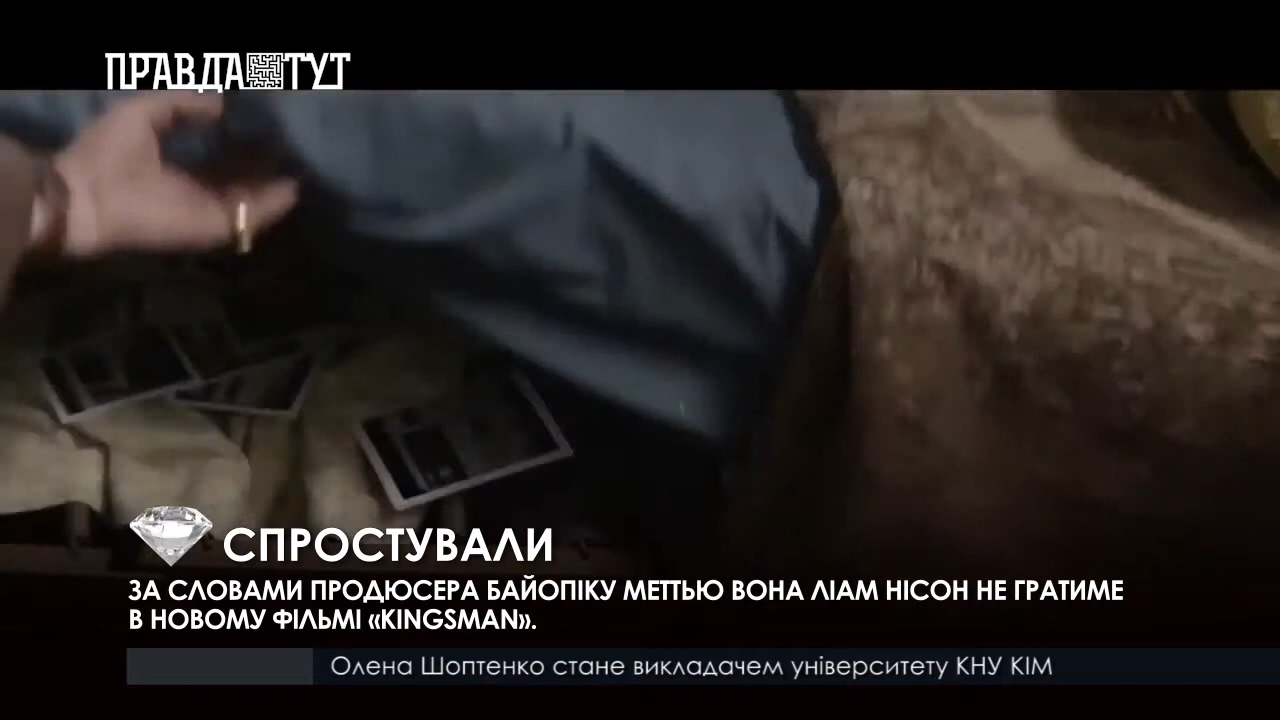 ПРАВДА ТУТ
СПРОСТУВАЛИ
ЗА СЛОВАМИ ПРОДЮСЕРА БАЙОПІКУ МЕТТЬЮ ВОНА ЛІАМ НІСОН НЕ ГРАТИМЕ
В НОВОМУ ФІЛЬМІ «KINGSMAN».
Олена Шоптенко стане викладачем університету КНУ КІМ